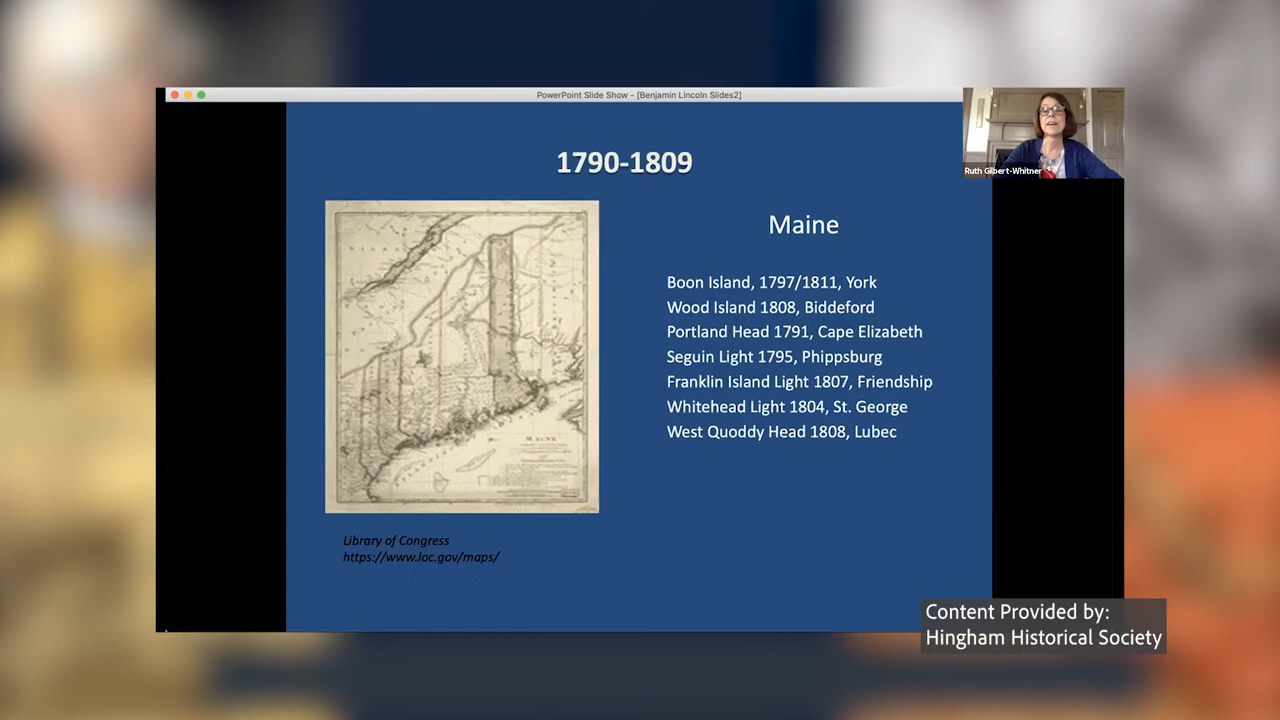 PowerPoint Slide Show - [Benjamin Lincoln Slides2]
Ruth Gilbert-Whitner
1790-1809
Maine
Boon Island, 1797/1811, York
Wood Island 1808, Biddeford
Portland Head 1791, Cape Elizabeth
Seguin Light 1795, Phippsburg
Franklin Island Light 1807, Friendship
Whitehead Light 1804, St. George
West Quoddy Head 1808, Lubec
MAINE
Library of Congress
https://www.loc.gov/maps/
Content Provided by:
Hingham Historical Society